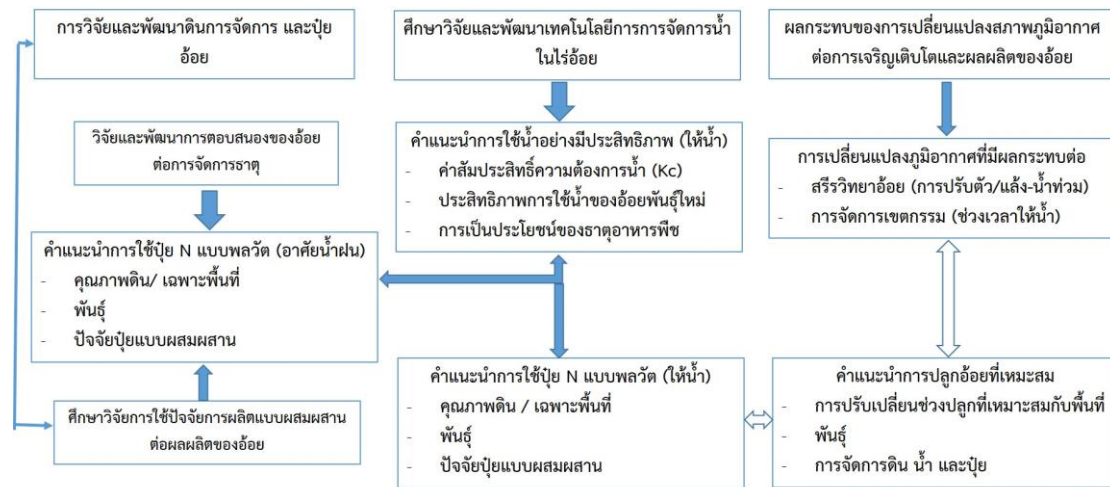 การวิจัยและพัฒนาดินการจัดการ และปุ๋ย
อ้อย
วิจัยและพัฒนาการตอบสนองของอ้อย
ต่อการจัดการธาตุ
คำแนะนำการใช้ปุ๋ย N แบบพลวัต (อาศัยน้ำฝน)
- คุณภาพดิน/ เฉพาะพื้นที่
- พันธุ์
- ปัจจัยปุ๋ยแบบผสมผสาน
ศึกษาวิจัยการใช้ปัจจัยการผลิตแบบผสมผสาน
ต่อผลผลิตของอ้อย
ศึกษาวิจัยและพัฒนาเทคโนโลยีการการจัดการน้ำ
ในไร่อ้อย
คำแนะนำการใช้น้ำอย่างมีประสิทธิภาพ (ให้น้ำ)
- ค่าสัมประสิทธิ์ความต้องการน้ำ (Kc)
- ประสิทธิภาพการใช้น้ำของอ้อยพันธุ์ใหม่
- การเป็นประโยชน์ของธาตุอาหารพืช
คำแนะนำการใช้ปุ๋ย N แบบพลวัต (ให้น้ำ)
- คุณภาพดิน / เฉพาะพื้นที่
- พันธุ์
- ปัจจัยปุ๋ยแบบผสมผสาน
ผลกระทบของการเปลี่ยนแปลงสภาพภูมิอากาศ
ต่อการเจริญเติบโตและผลผลิตของอ้อย
การเปลี่ยนแปลงภูมิอากาศที่มีผลกระทบต่อ
- สรีรวิทยาอ้อย (การปรับตัว/แล้ง-น้ำท่วม)
- การจัดการเขตกรรม (ช่วงเวลาให้น้ำ)
คำแนะนำการปลูกอ้อยที่เหมะสม
- การปรับเปลี่ยนช่วงปลูกที่เหมาะสมกับพื้นที่
- พันธุ์
- การจัดการดิน น้ำ และปุ๋ย